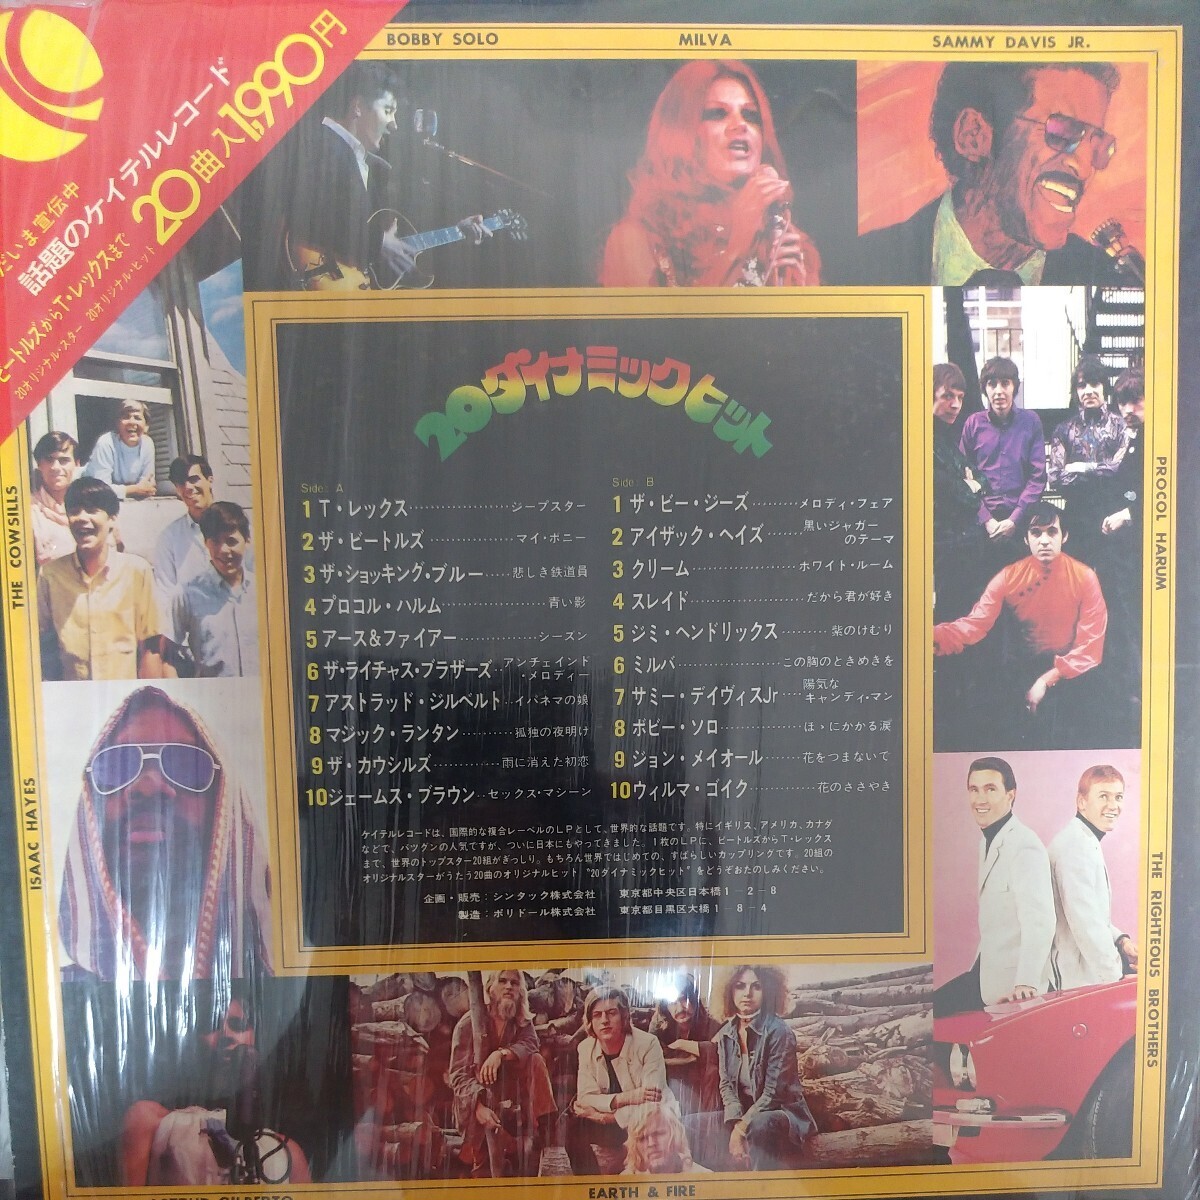 BOBBY SOLO
MILVA
SAMMY DAVIS JR.
だいま宣伝中
話題のケイテルレコード
20曲入1,990円
ビートルズからT・レックスまで
20オリジナル・スター 20オリジナル・ヒット
THE COWSILLS
ISAAC HAYES
PROCOL HARUM
THE RIGHTEOUS BROTHERS
20ダイナミックヒット
Side: A
1 T・レックス…………ジープスター
2 ザ・ビートルズ…………マイ・ボニー
3 ザ・ショッキング・ブルー……悲しき鉄道員
4 プロコル・ハルム…………青い影
5 アース&ファイアー…………シーズン
6 ザ・ライチャス・ブラザーズ…アンチェインド・メロディー
7 アストラッド・ジルベルト…イパネマの娘
8 マジック・ランタン…………孤独の夜明け
9 ザ・カウシルズ…………雨に消えた初恋
10 ジェームス・ブラウン…セックス・マシーン
Side: B
1 ザ・ビー・ジーズ…………メロディ・フェア
2 アイザック・ヘイズ……黒いジャガーのテーマ
3 クリーム…………ホワイト・ルーム
4 スレイド…………だから君が好き
5 ジミ・ヘンドリックス………紫のけむり
6 ミルバ…………この胸のときめきを
7 サミー・デイヴィスJr…陽気なキャンディ・マン
8 ボビー・ソロ…………ほゝにかかる涙
9 ジョン・メイオール………花をつまないで
10 ウィルマ・ゴイク…………花のささやき
ケイテルレコードは、国際的な複合レーベルのLPとして、世界的な話題です。特にイギリス、アメリカ、カナダ
などで、バツグンの人気ですが、ついに日本にもやってきました。1枚のLPに、ビートルズからT・レックス
まで、世界のトップスター20組がぎっしり。もちろん世界ではじめての、すばらしいカップリングです。20組の
オリジナルスターがうたう20曲のオリジナルヒット“20ダイナミックヒット”をどうぞおたのしみください。
企画・販売：シンタック株式会社 東京都中央区日本橋1-2-8
製造：ポリドール株式会社 東京都目黒区大橋1-8-4
EARTH & FIRE
GILBERTO